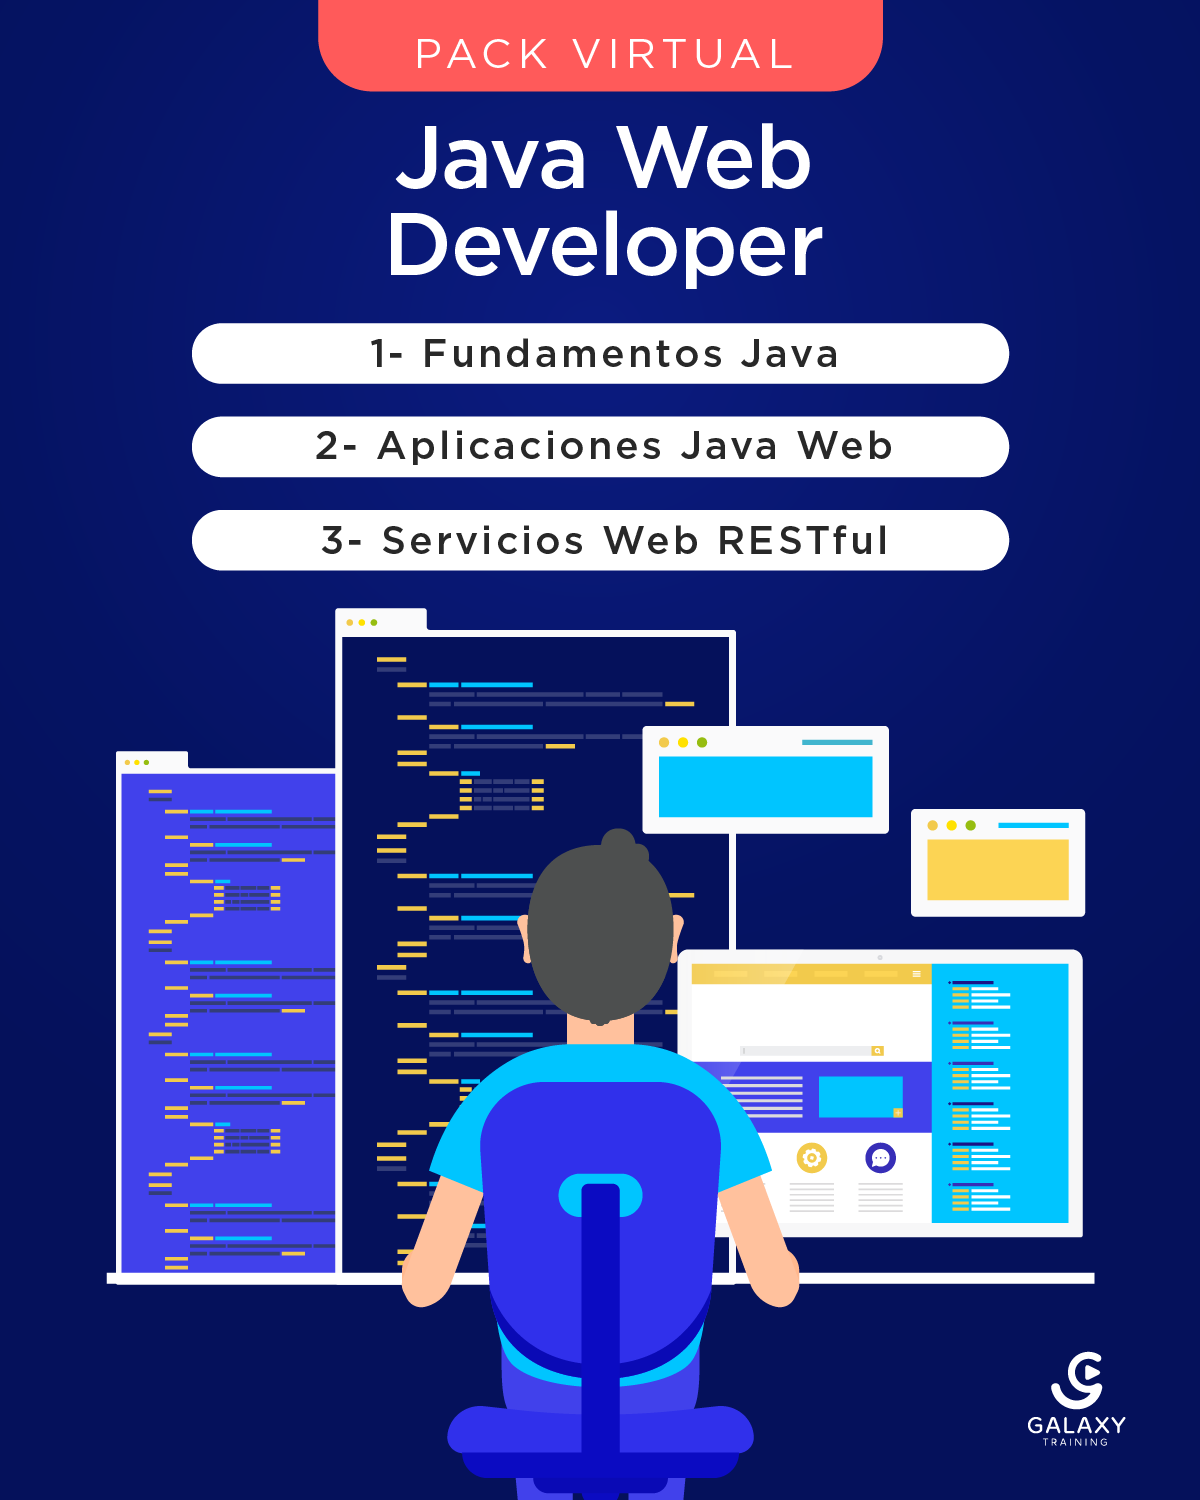 PACK VIRTUAL
Java Web
Developer
1- Fundamentos Java
2- Aplicaciones Java Web
3- Servicios Web RESTful
GALAXY
TRAINING